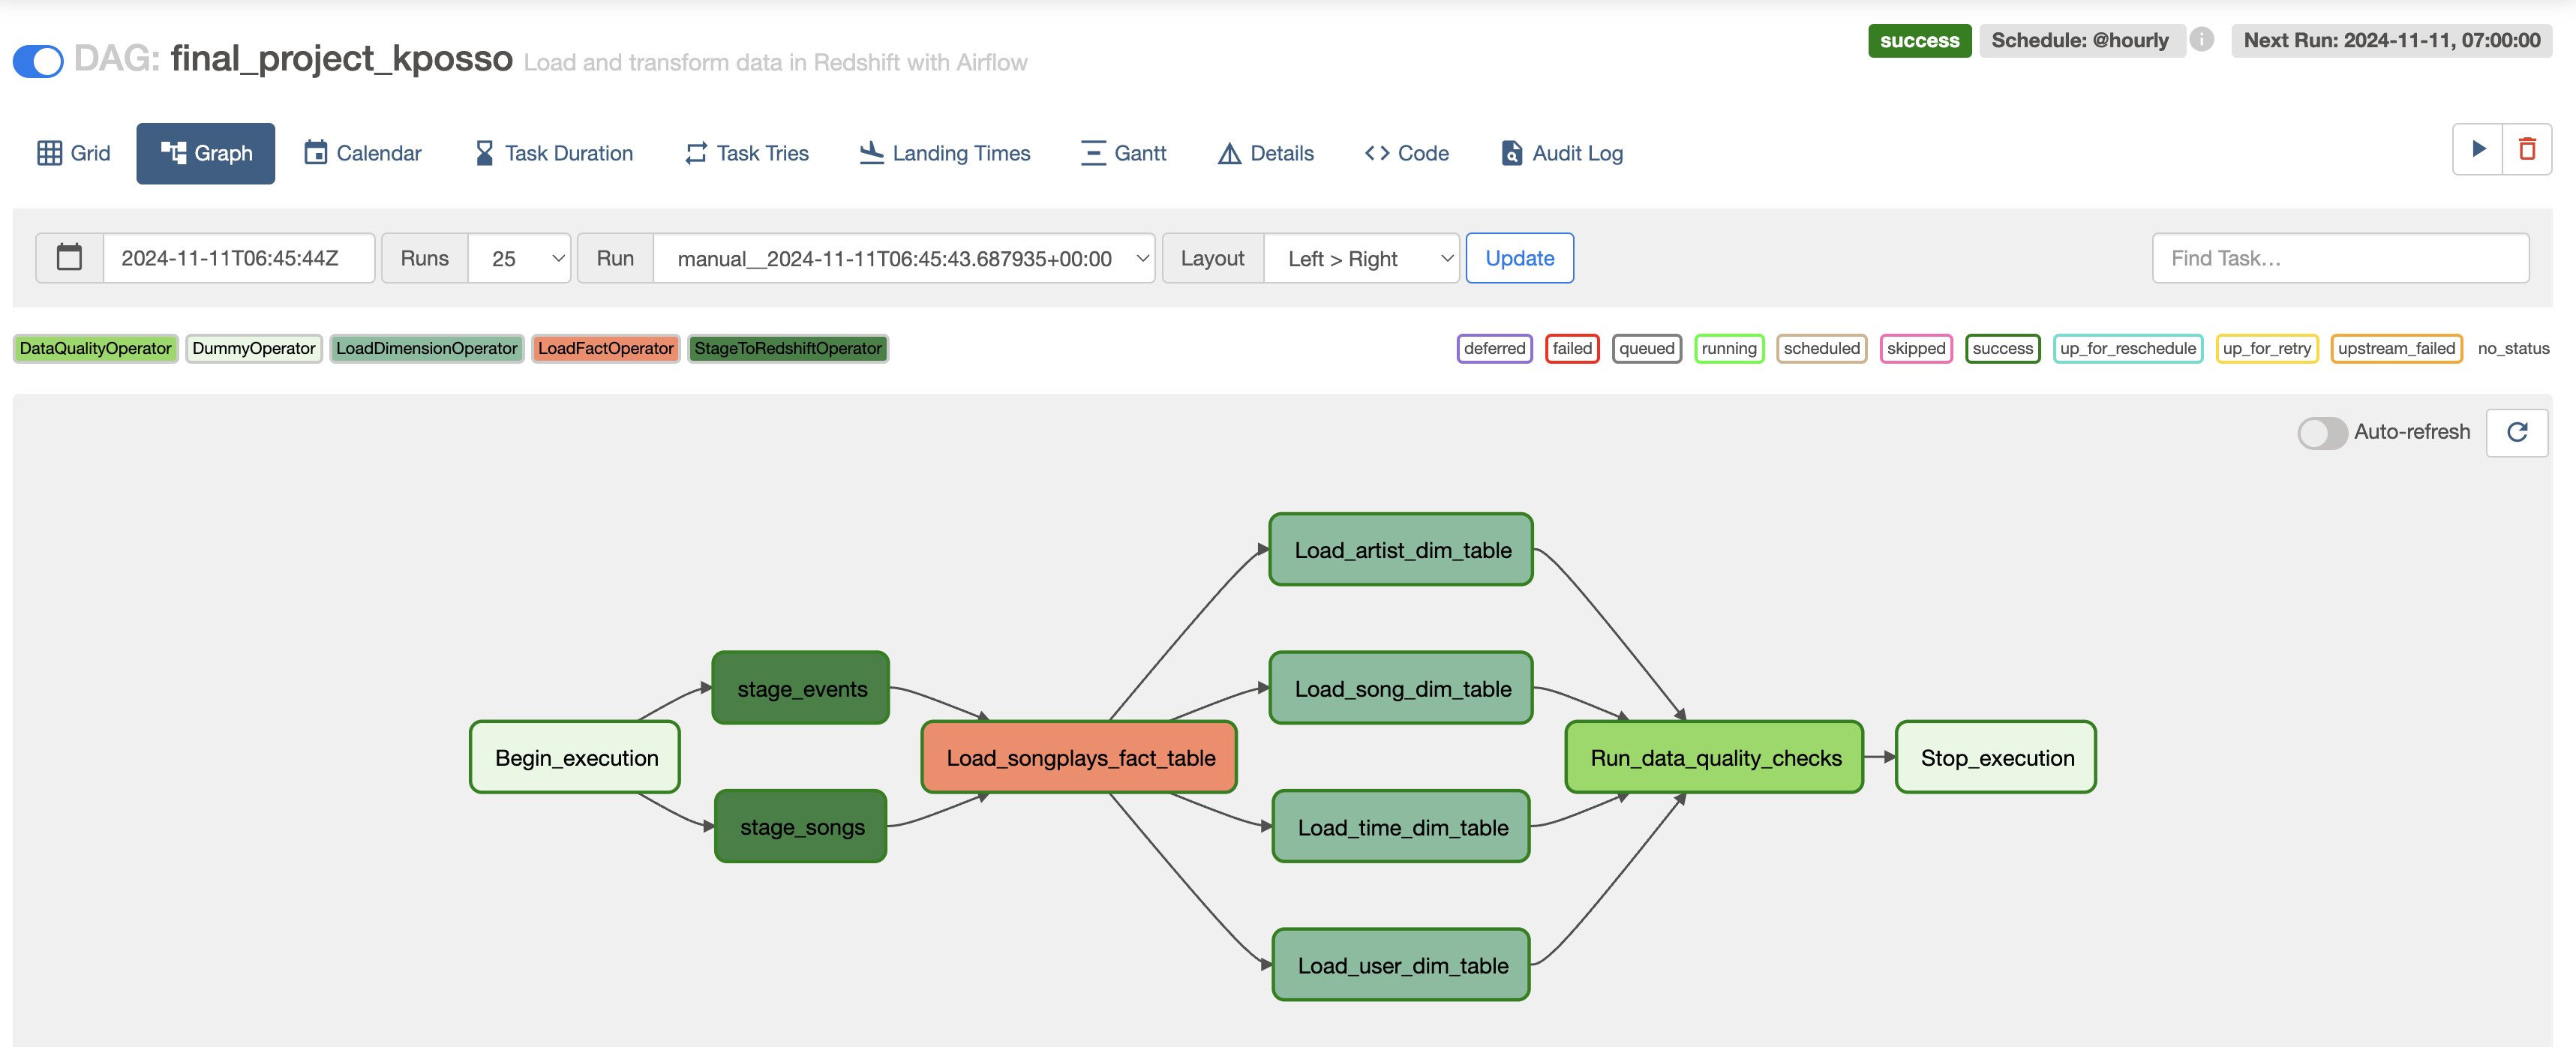 DAG: final_project_kposso Load and transform data in Redshift with Airflow
success Schedule: @hourly Next Run: 2024-11-11, 07:00:00
Grid Graph Calendar Task Duration Task Tries Landing Times Gantt Details Code Audit Log
2024-11-11T06:45:44Z Runs 25 Run manual__2024-11-11T06:45:43.687935+00:00 Layout Left > Right Update Find Task...
DataQualityOperator DummyOperator LoadDimensionOperator LoadFactOperator StageToRedshiftOperator
deferred failed queued running scheduled skipped success up_for_reschedule up_for_retry upstream_failed no_status
Auto-refresh
Begin_execution
stage_events
stage_songs
Load_songplays_fact_table
Load_artist_dim_table
Load_song_dim_table
Load_time_dim_table
Load_user_dim_table
Run_data_quality_checks
Stop_execution